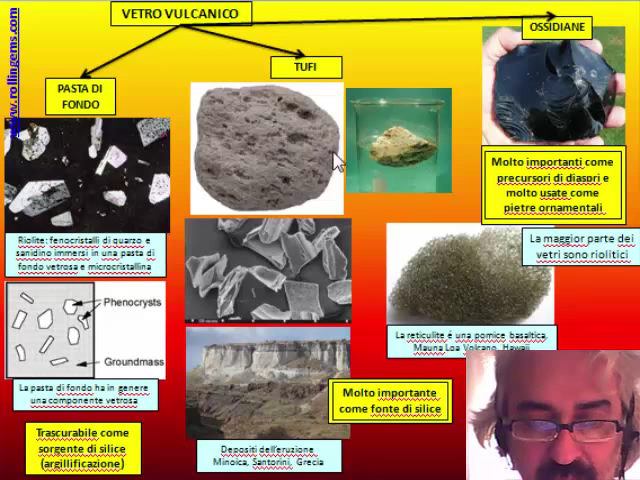 VETRO VULCANICO
OSSIDIANE
www.rollingems.com
TUFI
PASTA DI
FONDO
Molto importanti come
precursori di diaspri e
molto usate come
pietre ornamentali
Riolite: fenocristalli di quarzo e
sanidino immersi in una pasta di
fondo vetrosa e microcristallina
La maggior parte dei
vetri sono riolitici
Phenocrysts
Groundmass
La reticulite é una pomice basaltica,
Mauna Loa Volcano, Hawaii
La pasta di fondo ha in genere
una componente vetrosa
Molto importante
come fonte di silice
Trascurabile come
sorgente di silice
(argillificazione)
Depositi dell'eruzione
Minoica, Santorini, Grecia